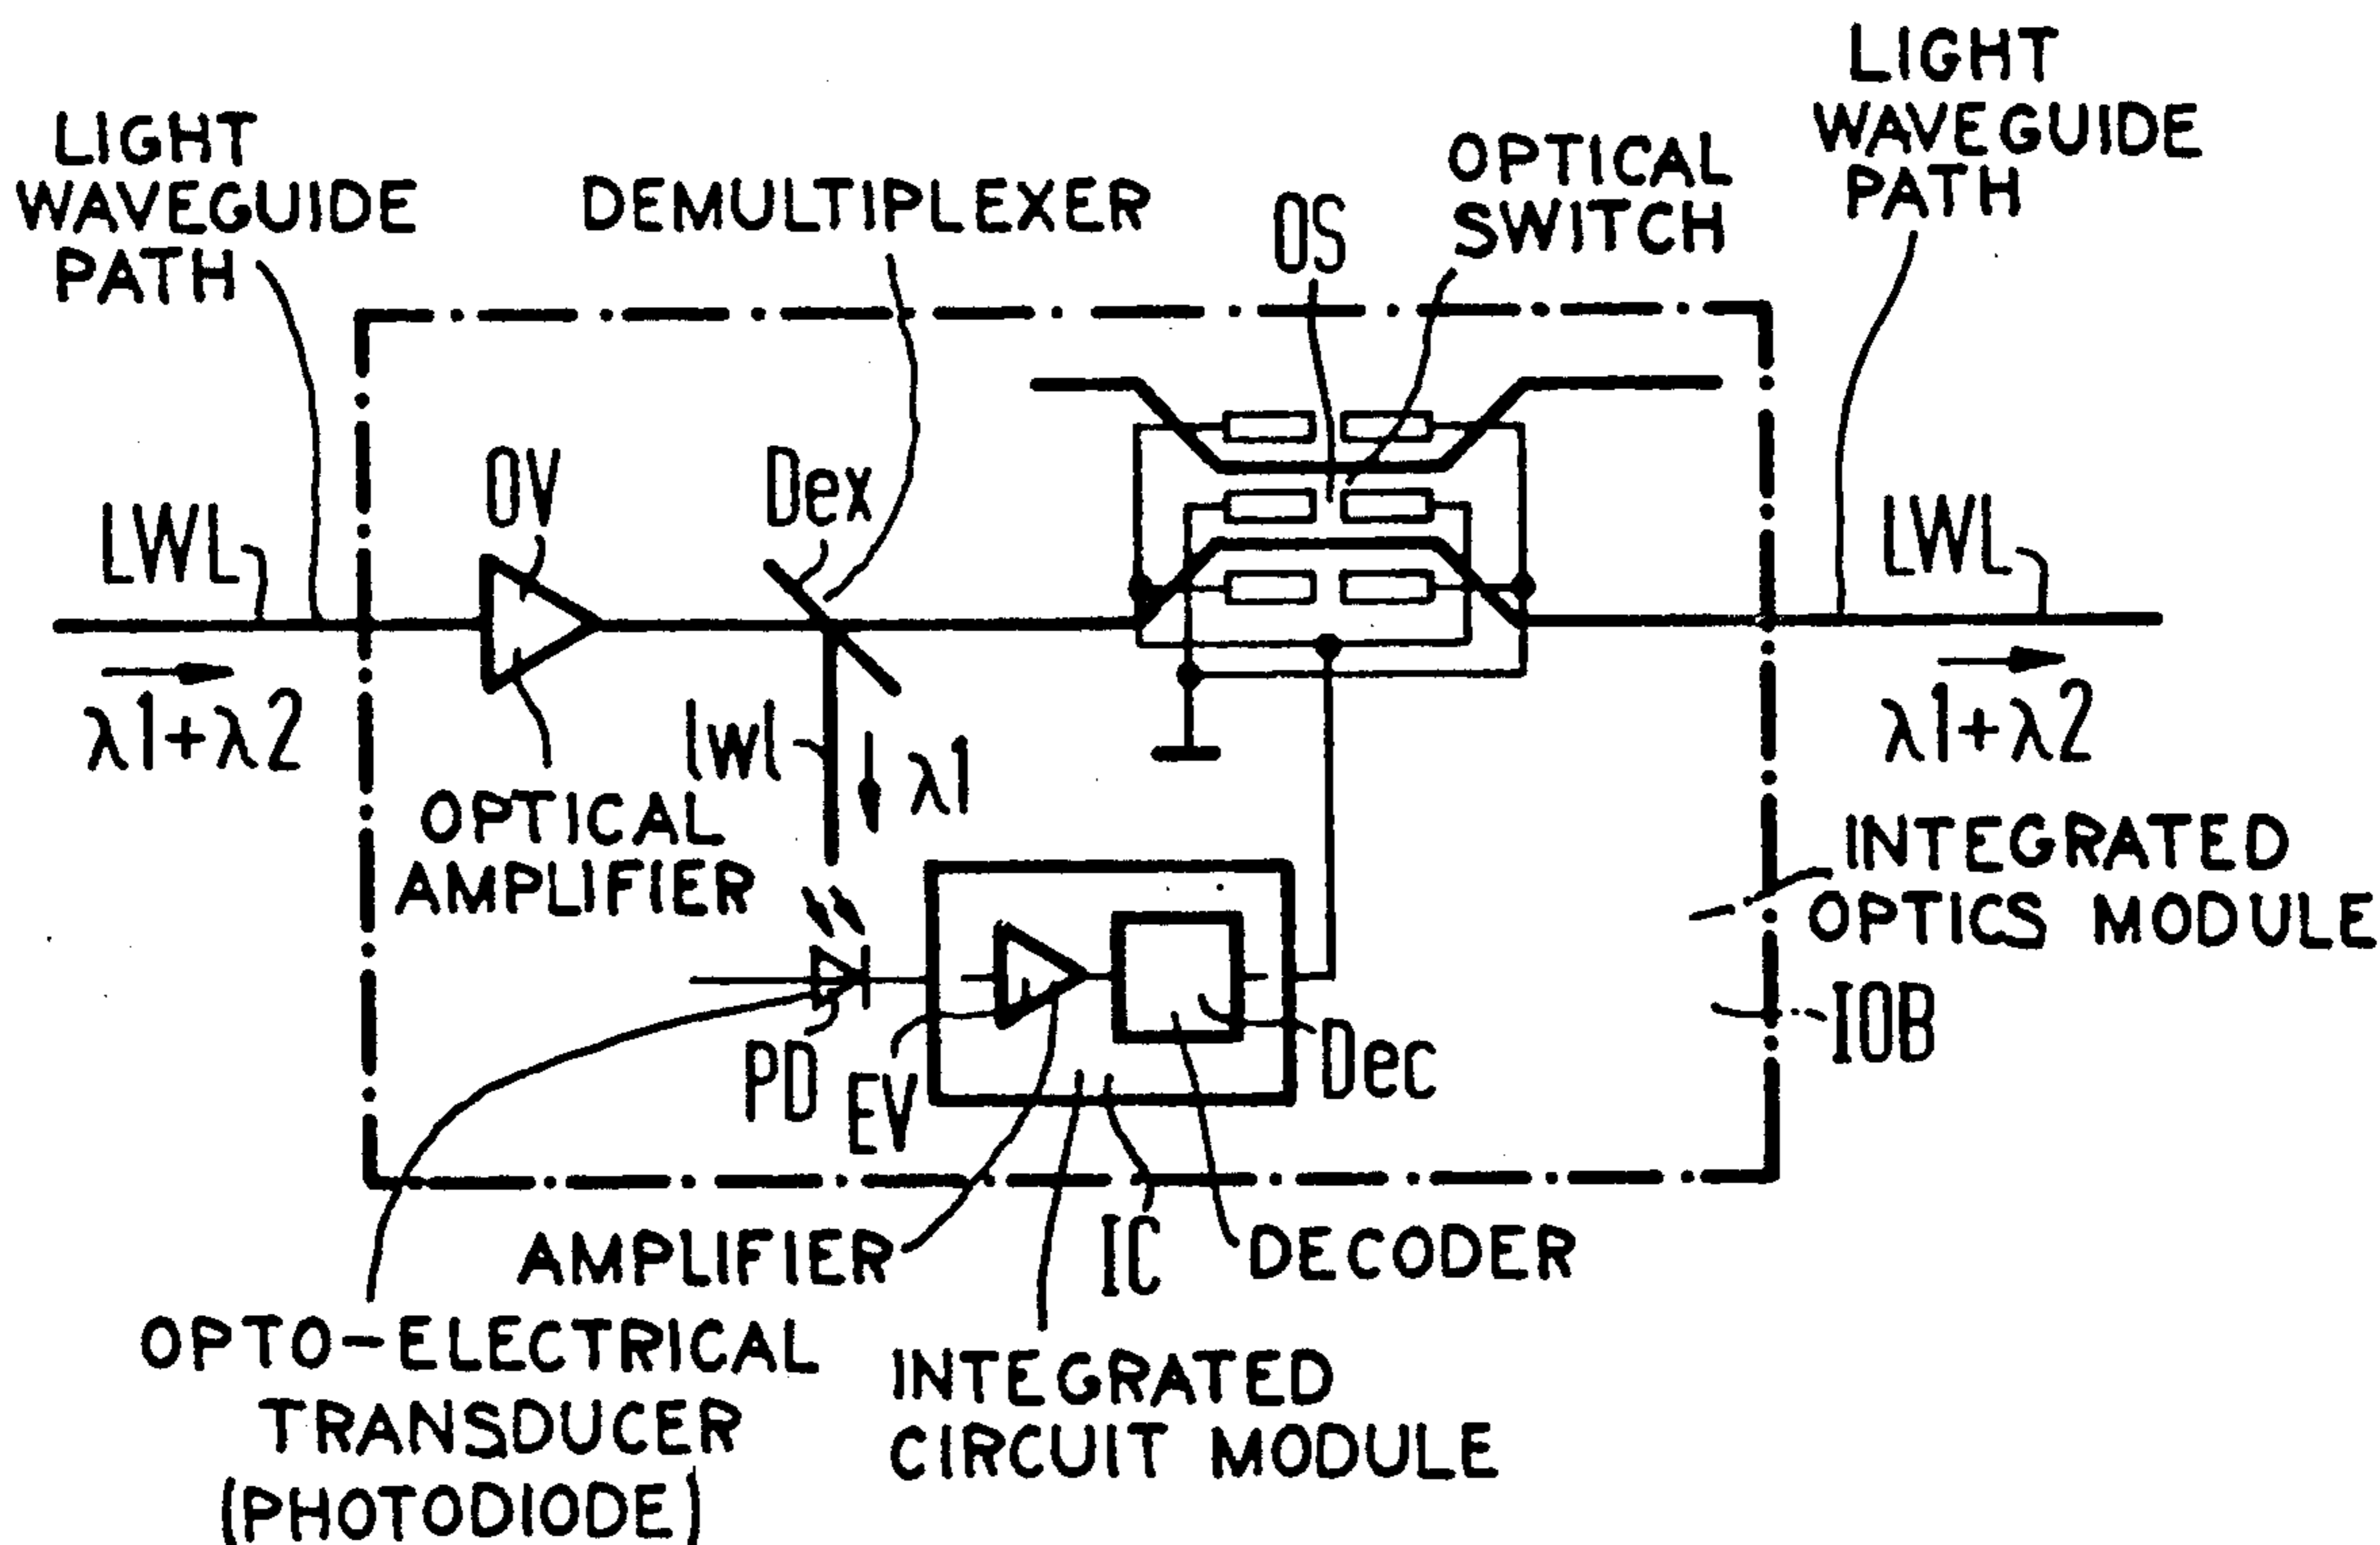 LIGHT
WAVEGUIDE
PATH
DEMULTIPLEXER
OS
OPTICAL
SWITCH
LIGHT
WAVEGUIDE
PATH
LWL
OV
Dex
LWL
λ1+λ2
lwl
λ1
λ1+λ2
OPTICAL
AMPLIFIER
INTEGRATED
OPTICS MODULE
IOB
PD
EV
Dec
AMPLIFIER
IC
DECODER
OPTO-ELECTRICAL
TRANSDUCER
(PHOTODIODE)
INTEGRATED
CIRCUIT MODULE